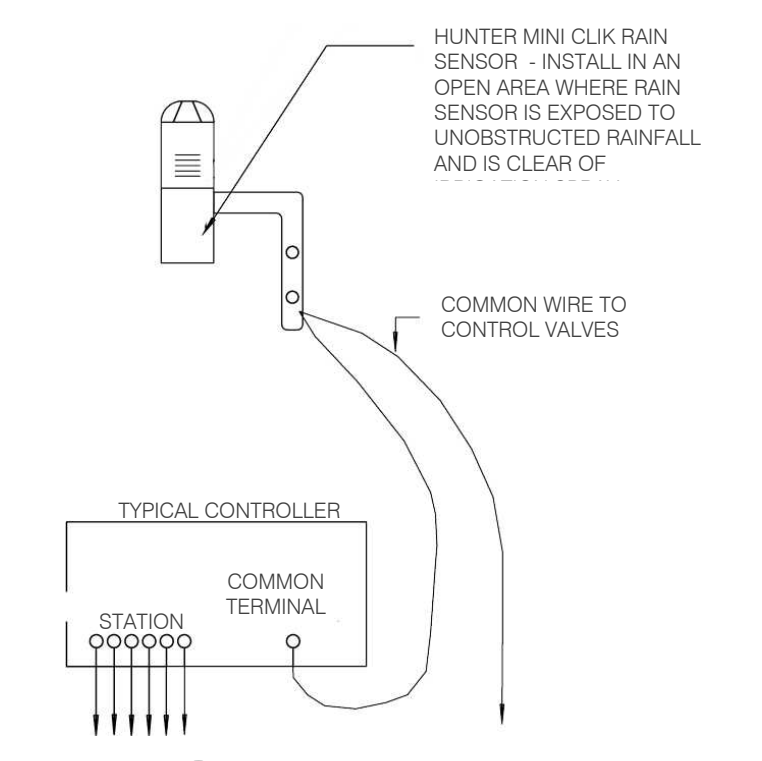 HUNTER MINI CLIK RAIN
SENSOR - INSTALL IN AN
OPEN AREA WHERE RAIN
SENSOR IS EXPOSED TO
UNOBSTRUCTED RAINFALL
AND IS CLEAR OF
COMMON WIRE TO
CONTROL VALVES
TYPICAL CONTROLLER
COMMON
TERMINAL
STATION